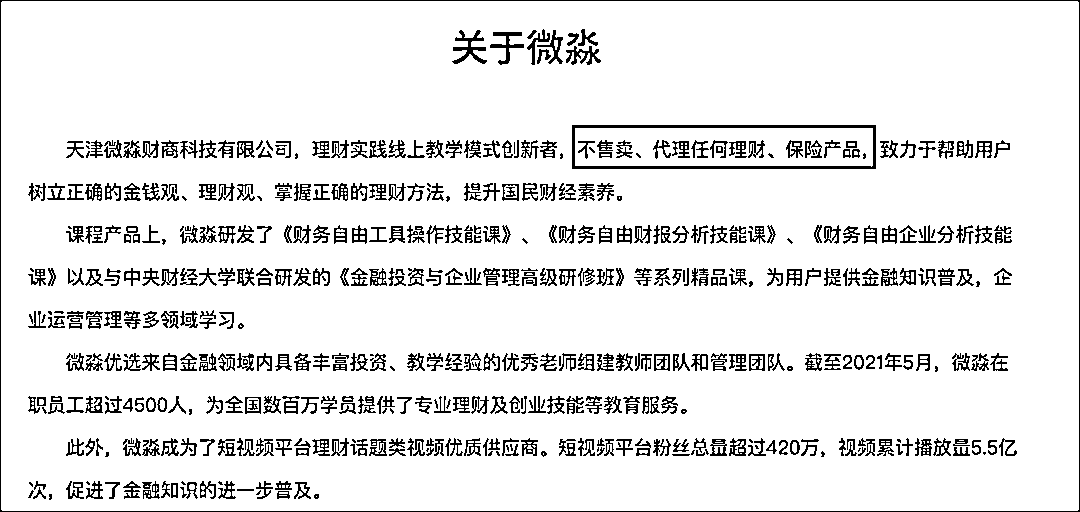 关于微淼
天津微淼财商科技有限公司，理财实践线上教学模式创新者，不售卖、代理任何理财、保险产品，致力于帮助用户
树立正确的金钱观、理财观、掌握正确的理财方法，提升国民财经素养。
课程产品上，微淼研发了《财务自由工具操作技能课》、《财务自由财报分析技能课》、《财务自由企业分析技能
课》以及与中央财经大学联合研发的《金融投资与企业管理高级研修班》等系列精品课，为用户提供金融知识普及，企
业运营管理等多领域学习。
微淼优选来自金融领域内具备丰富投资、教学经验的优秀老师组建教师团队和管理团队。截至2021年5月，微淼在
职员工超过4500人，为全国数百万学员提供了专业理财及创业技能等教育服务。
此外，微淼成为了短视频平台理财话题类视频优质供应商。短视频平台粉丝总量超过420万，视频累计播放量5.5亿
次，促进了金融知识的进一步普及。